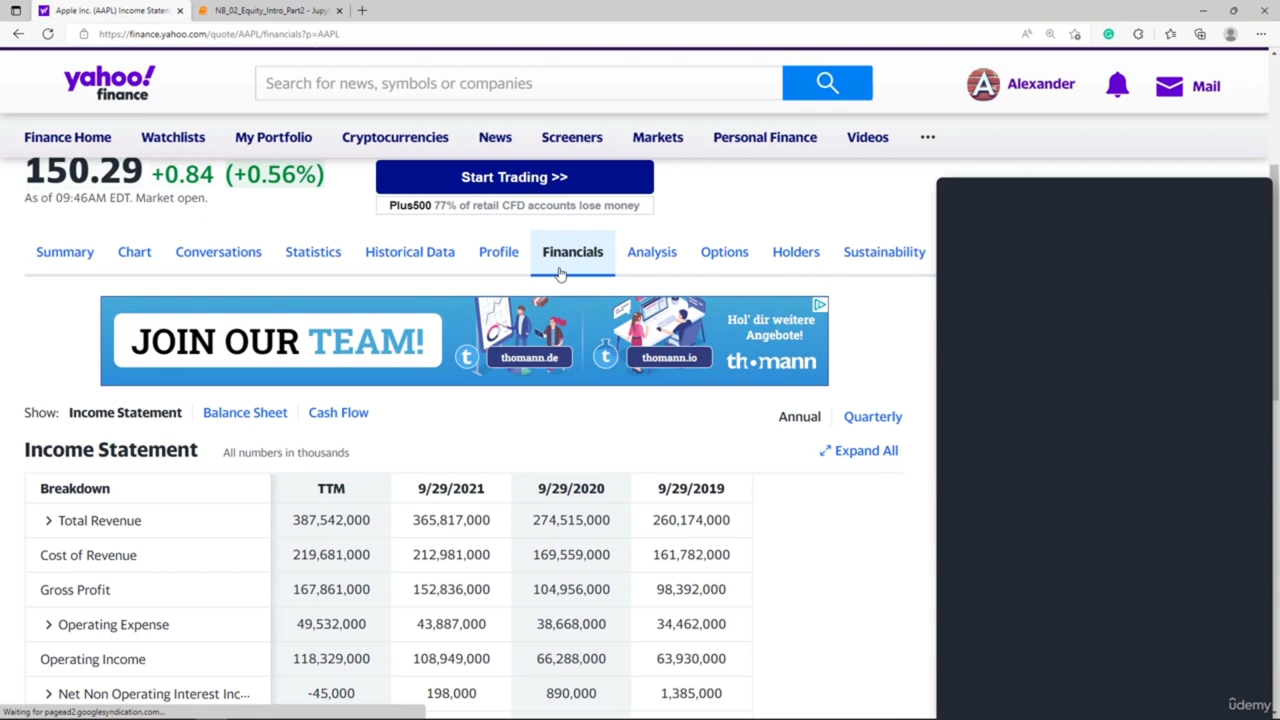 Apple Inc. (AAPL) Income Statem
NB_02_Equity_Intro_Part2 - Jupy
https://finance.yahoo.com/quote/AAPL/financials?p=AAPL
yahoo!
finance
Search for news, symbols or companies
Alexander
Mail
Finance Home Watchlists My Portfolio Cryptocurrencies News Screeners Markets Personal Finance Videos ...
150.29 +0.84 (+0.56%)
As of 09:46AM EDT. Market open.
Start Trading >>
Plus500 77% of retail CFD accounts lose money
Summary Chart Conversations Statistics Historical Data Profile Financials Analysis Options Holders Sustainability
JOIN OUR TEAM!
t thomann.de
t thomann.io
Hol' dir weitere
Angebote!
th•mann
Show: Income Statement Balance Sheet Cash Flow
Annual Quarterly
Income Statement All numbers in thousands
Expand All
Breakdown TTM 9/29/2021 9/29/2020 9/29/2019
Total Revenue 387,542,000 365,817,000 274,515,000 260,174,000
Cost of Revenue 219,681,000 212,981,000 169,559,000 161,782,000
Gross Profit 167,861,000 152,836,000 104,956,000 98,392,000
Operating Expense 49,532,000 43,887,000 38,668,000 34,462,000
Operating Income 118,329,000 108,949,000 66,288,000 63,930,000
Net Non Operating Interest Inc... -45,000 198,000 890,000 1,385,000
Waiting for pagead2.googlesyndication.com...
ûdemy